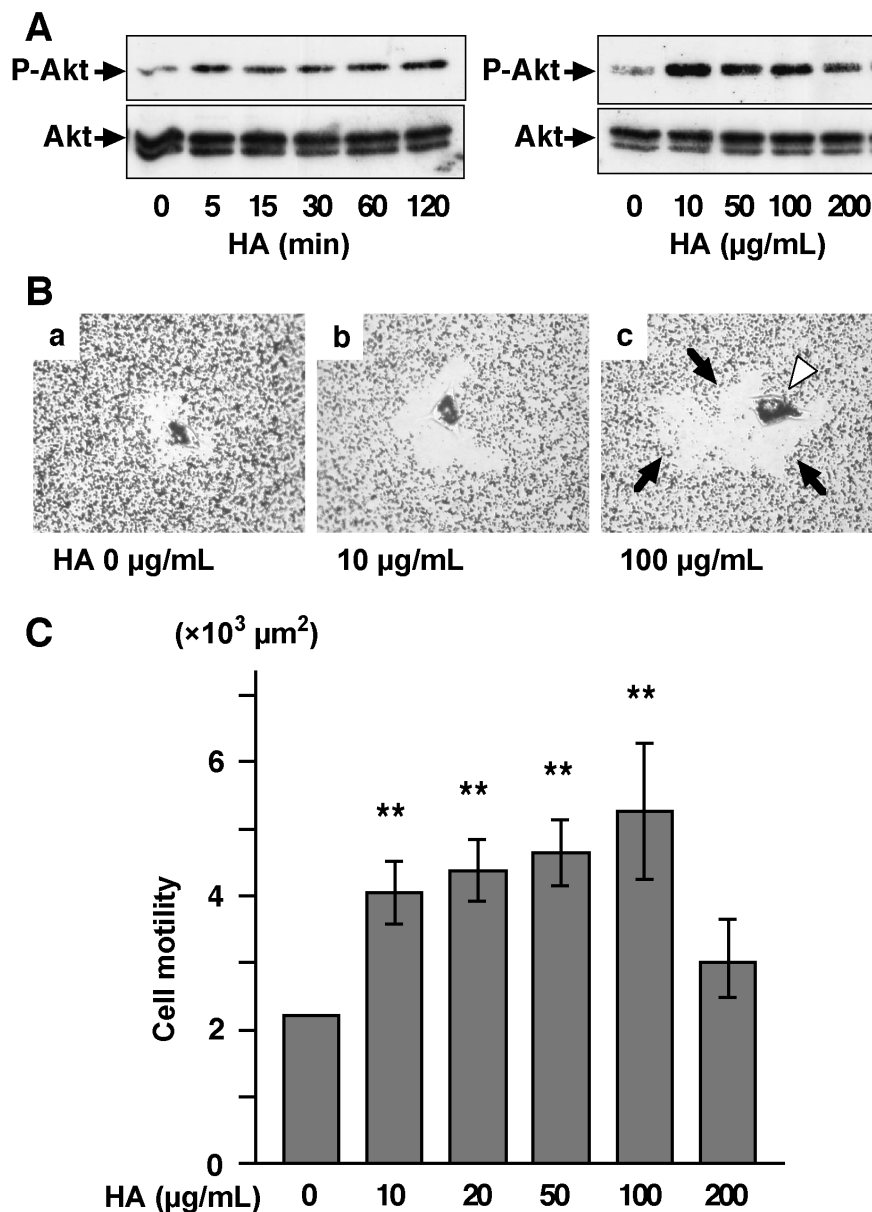 A
P-Akt
Akt
0 5 15 30 60 120
HA (min)
P-Akt
Akt
0 10 50 100 200
HA (µg/mL)
B
a b c
HA 0 µg/mL 10 µg/mL 100 µg/mL
C
(×10³ µm²)
**
**
**
**
6
4
2
0
Cell motility
HA (µg/mL) 0 10 20 50 100 200